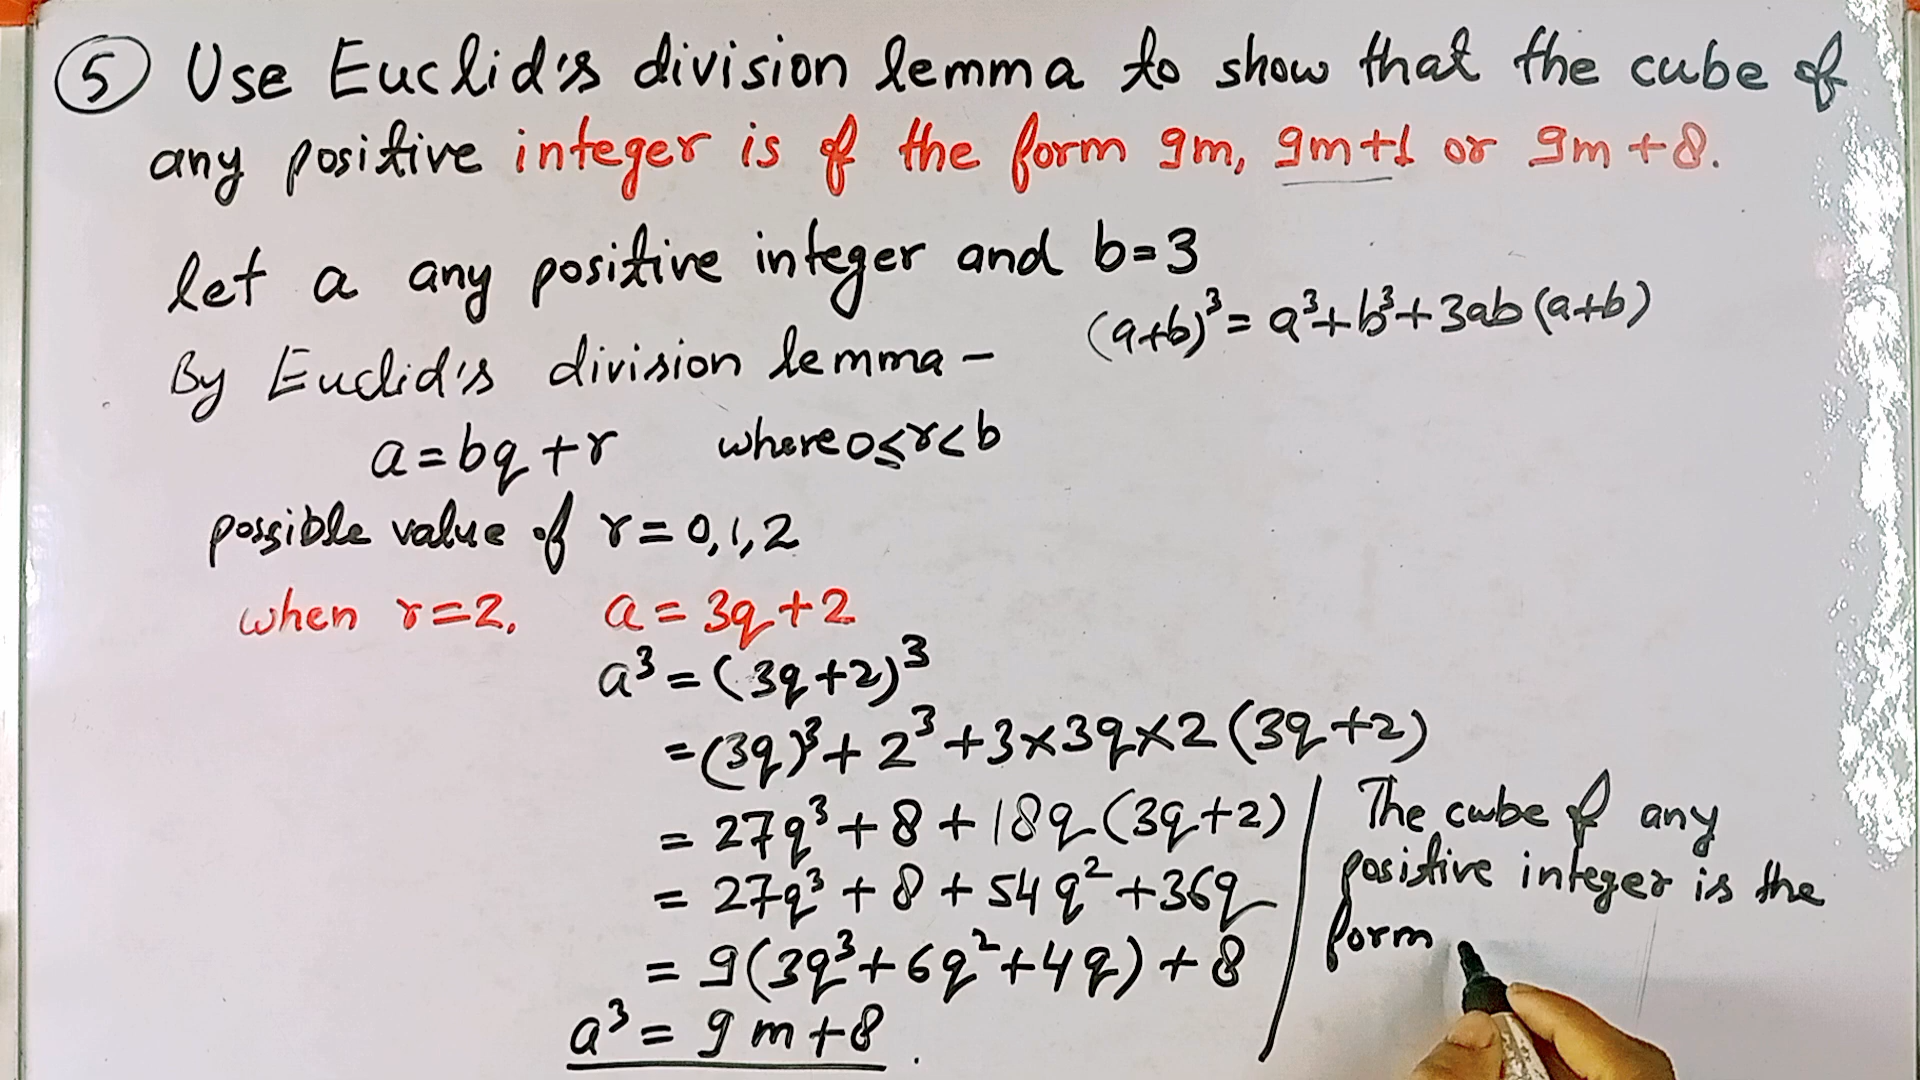 5 Use Euclid's division lemma to show that the cube of
any positive integer is of the form 9m, 9m+1 or 9m+8.
let a any positive integer and b=3
(a+b)³ = a³+b³+3ab(a+b)
By Euclid's division lemma -
a=bq+r where 0≤r<b
possible value of r=0,1,2
when r=2, a=3q+2
a³=(3q+2)³
=(3q)³+2³+3×3q×2(3q+2)
= 27q³+8+18q(3q+2)
= 27q³+8+54q²+36q
= 9(3q³+6q²+4q)+8
a³ = 9m+8.
The cube of any
positive integer is the
form